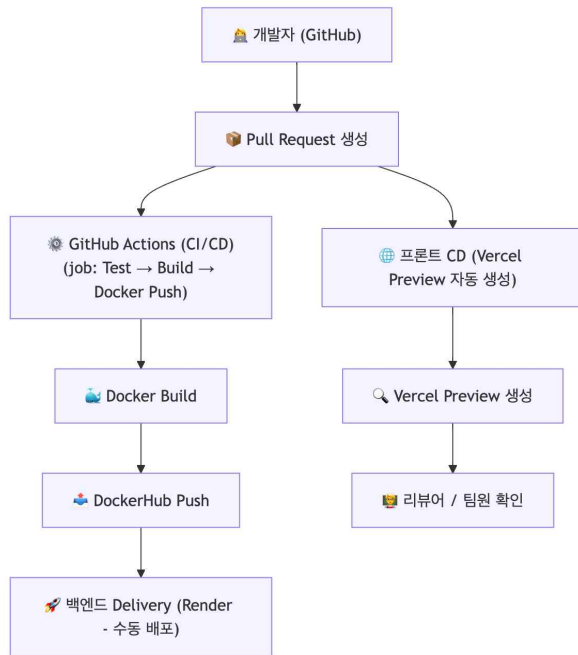 👩‍💻 개발자 (GitHub)
📦 Pull Request 생성
⚙️ GitHub Actions (CI/CD)
(job: Test → Build →
Docker Push)
🌐 프론트 CD (Vercel
Preview 자동 생성)
🐳 Docker Build
🔍 Vercel Preview 생성
📤 DockerHub Push
👩‍🏫 리뷰어 / 팀원 확인
🚀 백엔드 Delivery (Render
- 수동 배포)